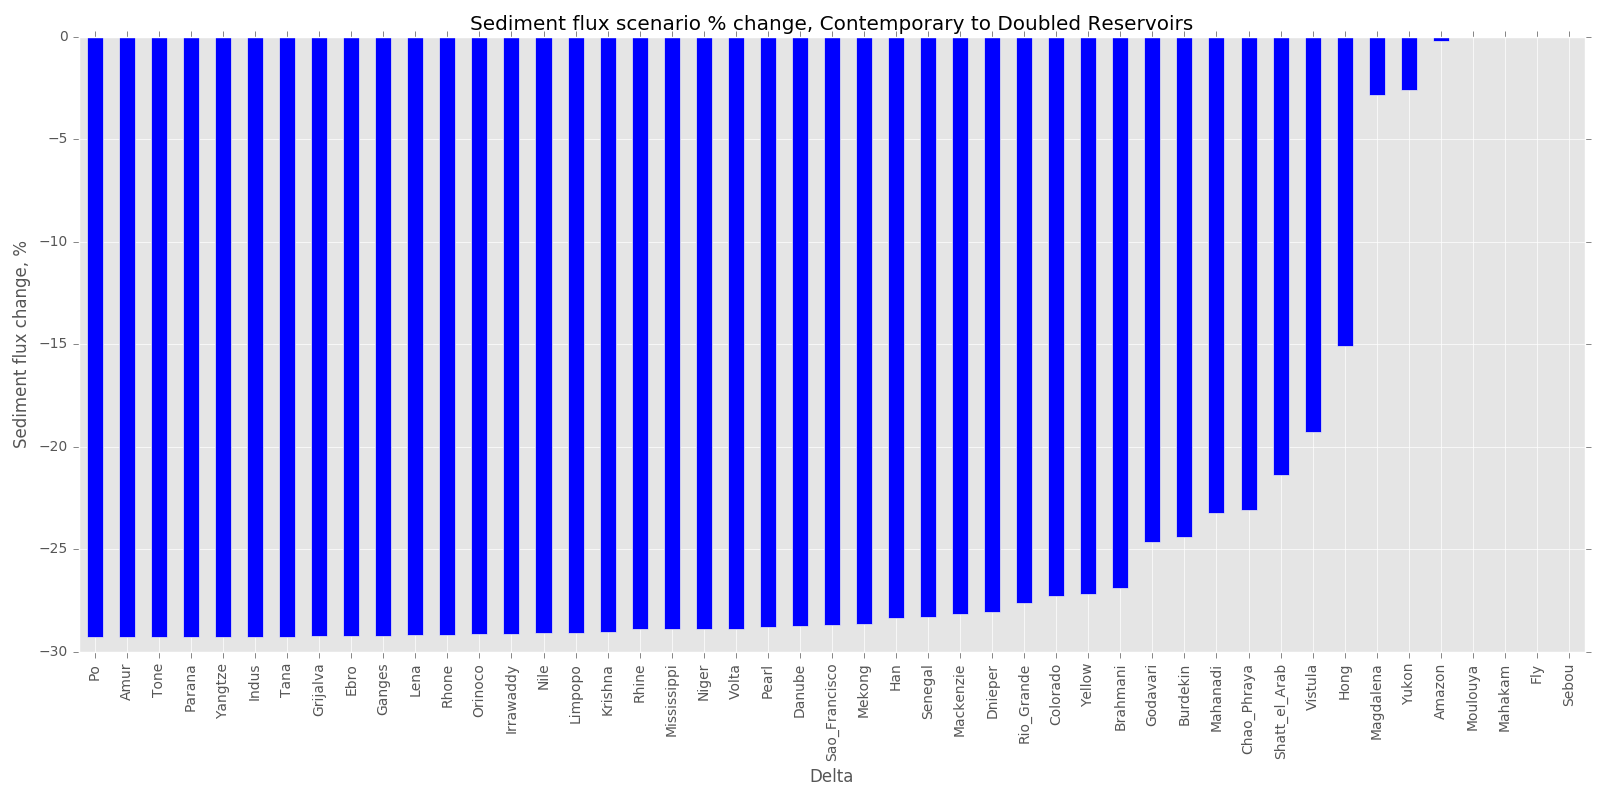 Sediment flux scenario % change, Contemporary to Doubled Reservoirs
Sediment flux change, %
0
−5
−10
−15
−20
−25
−30
Po
Amur
Tone
Parana
Yangtze
Indus
Tana
Grijalva
Ebro
Ganges
Lena
Rhone
Orinoco
Irrawaddy
Nile
Limpopo
Krishna
Rhine
Mississippi
Niger
Volta
Pearl
Danube
Sao_Francisco
Mekong
Han
Senegal
Mackenzie
Dnieper
Rio_Grande
Colorado
Yellow
Brahmani
Godavari
Burdekin
Mahanadi
Chao_Phraya
Shatt_el_Arab
Vistula
Hong
Magdalena
Yukon
Amazon
Moulouya
Mahakam
Fly
Sebou
Delta